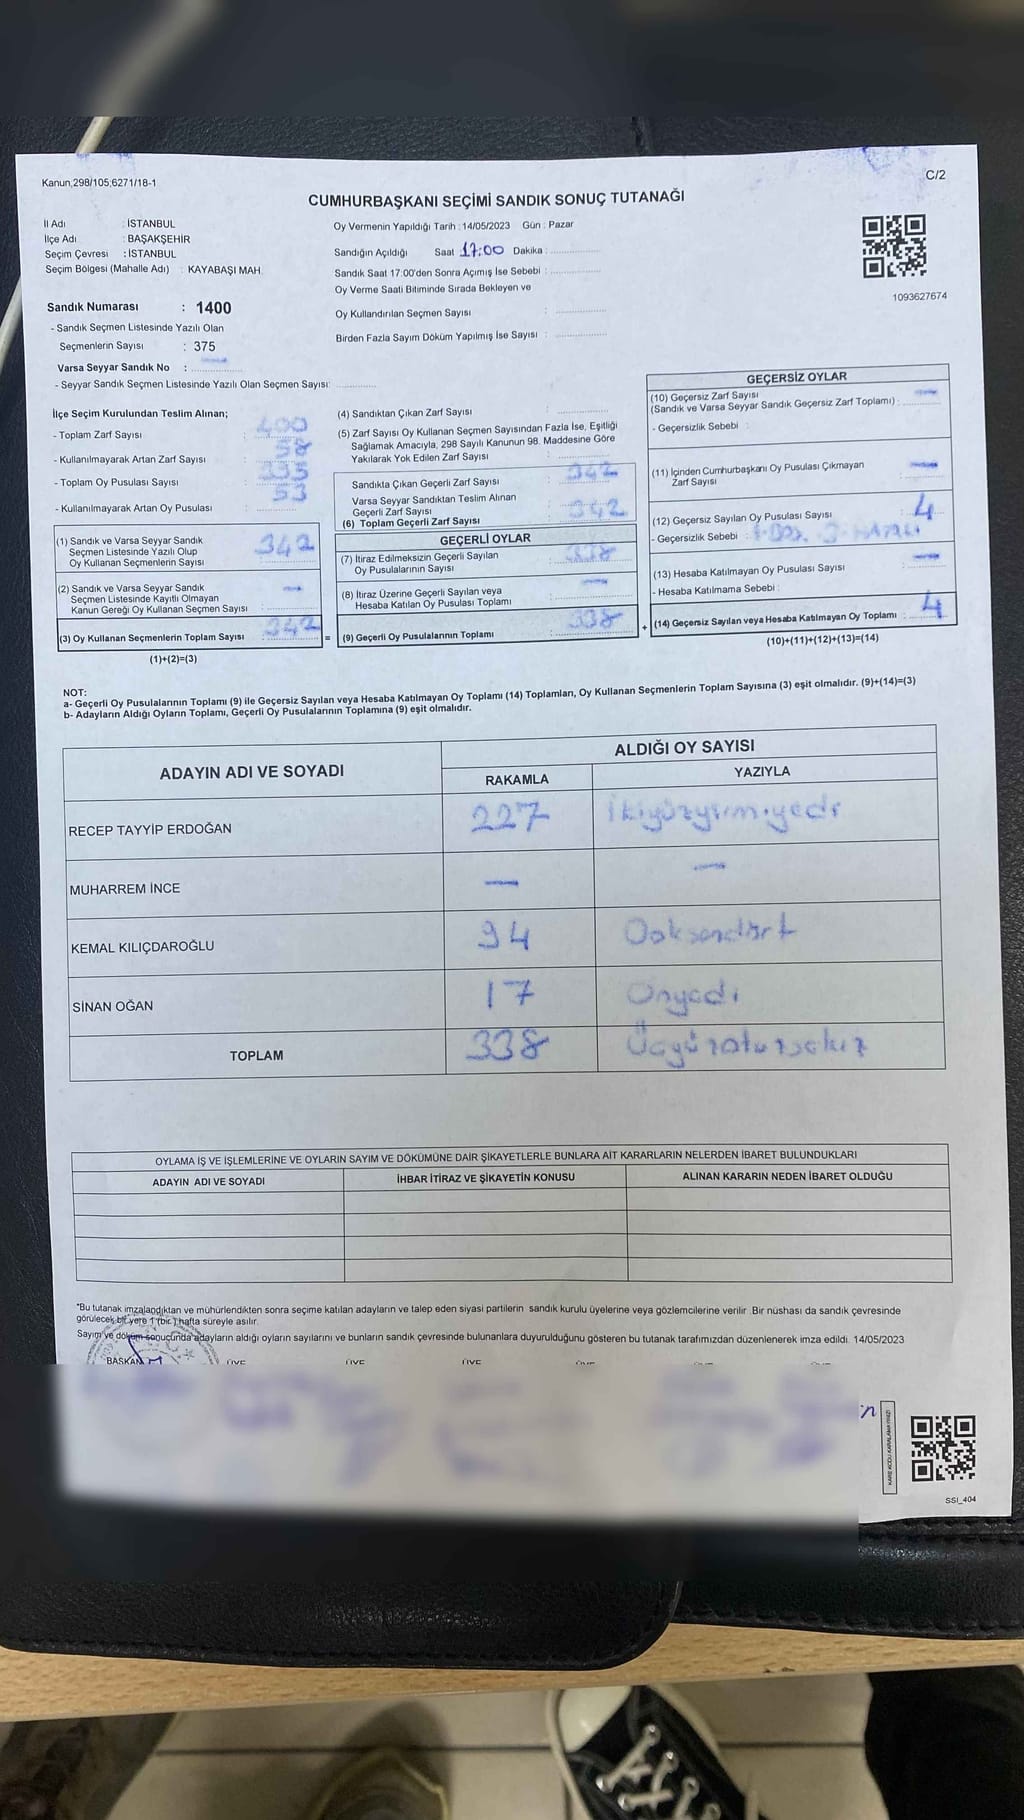 Kanun,298/105,6271/18-1
C/2
CUMHURBAŞKANI SEÇİMİ SANDIK SONUÇ TUTANAĞI
İl Adı : İSTANBUL
İlçe Adı : BAŞAKŞEHİR
Seçim Çevresi : İSTANBUL
Seçim Bölgesi (Mahalle Adı) : KAYABAŞI MAH.
Oy Vermenin Yapıldığı Tarih : 14/05/2023 Gün : Pazar
Sandığın Açıldığı Saat 17:00 Dakika :
Sandık Saat 17:00'den Sonra Açımış İse Sebebi :
Oy Verme Saati Bitiminde Sırada Bekleyen ve
Oy Kullandırılan Seçmen Sayısı :
Birden Fazla Sayım Döküm Yapılmış İse Sayısı :
1093627674
Sandık Numarası : 1400
- Sandık Seçmen Listesinde Yazılı Olan
Seçmenlerin Sayısı : 375
Varsa Seyyar Sandık No : —
- Seyyar Sandık Seçmen Listesinde Yazılı Olan Seçmen Sayısı:
İlçe Seçim Kurulundan Teslim Alınan;
- Toplam Zarf Sayısı : 400
- Kullanılmayarak Artan Zarf Sayısı : 58
- Toplam Oy Pusulası Sayısı :
- Kullanılmayarak Artan Oy Pusulası : 53
(1) Sandık ve Varsa Seyyar Sandık
Seçmen Listesinde Yazılı Olup
Oy Kullanan Seçmenlerin Sayısı 342
(2) Sandık ve Varsa Seyyar Sandık
Seçmen Listesinde Kayıtlı Olmayan
Kanun Gereği Oy Kullanan Seçmen Sayısı : —
(3) Oy Kullanan Seçmenlerin Toplam Sayısı : 342
(1)+(2)=(3)
=
(4) Sandıktan Çıkan Zarf Sayısı :
(5) Zarf Sayısı Oy Kullanan Seçmen Sayısından Fazla İse, Eşitliği
Sağlamak Amacıyla, 298 Sayılı Kanunun 98. Maddesine Göre
Yakılarak Yok Edilen Zarf Sayısı :
Sandıkla Çıkan Geçerli Zarf Sayısı : 342
Varsa Seyyar Sandıktan Teslim Alınan
Geçerli Zarf Sayısı
(6) Toplam Geçerli Zarf Sayısı : 342
GEÇERLİ OYLAR
(7) İtiraz Edilmeksizin Geçerli Sayılan
Oy Pusulalarının Sayısı : 338
(8) İtiraz Üzerine Geçerli Sayılan veya
Hesaba Katılan Oy Pusulası Toplamı : —
(9) Geçerli Oy Pusulalarının Toplamı : 338
+
GEÇERSİZ OYLAR
(10) Geçersiz Zarf Sayısı
(Sandık ve Varsa Seyyar Sandık Geçersiz Zarf Toplamı) : —
- Geçersizlik Sebebi :
(11) İçinden Cumhurbaşkanı Oy Pusulası Çıkmayan
Zarf Sayısı : —
(12) Geçersiz Sayılan Oy Pusulası Sayısı : 4
- Geçersizlik Sebebi :
(13) Hesaba Katılmayan Oy Pusulası Sayısı : —
- Hesaba Katılmama Sebebi :
(14) Geçersiz Sayılan veya Hesaba Katılmayan Oy Toplamı : 4
(10)+(11)+(12)+(13)=(14)
NOT:
a- Geçerli Oy Pusulalarının Toplamı (9) ile Geçersiz Sayılan veya Hesaba Katılmayan Oy Toplamı (14) Toplamları, Oy Kullanan Seçmenlerin Toplam Sayısına (3) eşit olmalıdır. (9)+(14)=(3)
b- Adayların Aldığı Oyların Toplamı, Geçerli Oy Pusulalarının Toplamına (9) eşit olmalıdır.
ADAYIN ADI VE SOYADI
ALDIĞI OY SAYISI
RAKAMLA YAZIYLA
RECEP TAYYİP ERDOĞAN 227 İkiyüzyirmiyedi
MUHARREM İNCE — —
KEMAL KILIÇDAROĞLU 94 Doksandört
SİNAN OĞAN 17 Onyedi
TOPLAM 338 Üçyüzotuzsekiz
OYLAMA İŞ VE İŞLEMLERİNE VE OYLARIN SAYIM VE DÖKÜMÜNE DAİR ŞİKAYETLERLE BUNLARA AİT KARARLARIN NELERDEN İBARET BULUNDUKLARI
ADAYIN ADI VE SOYADI İHBAR İTİRAZ VE ŞİKAYETİN KONUSU ALINAN KARARIN NEDEN İBARET OLDUĞU
*Bu tutanak imzalandıktan ve mühürlendikten sonra seçime katılan adayların ve talep eden siyasi partilerin sandık kurulu üyelerine veya gözlemcilerine verilir. Bir nüshası da sandık çevresinde
görülecek bir yere 1 (bir) hafta süreyle asılır.
Sayım ve döküm sonucunda adayların aldığı oyların sayılarını ve bunların sandık çevresinde bulunanlara duyurulduğunu gösteren bu tutanak tarafımızdan düzenlenerek imza edildi. 14/05/2023
BAŞKAN ÜYE ÜYE ÜYE
SSI_404